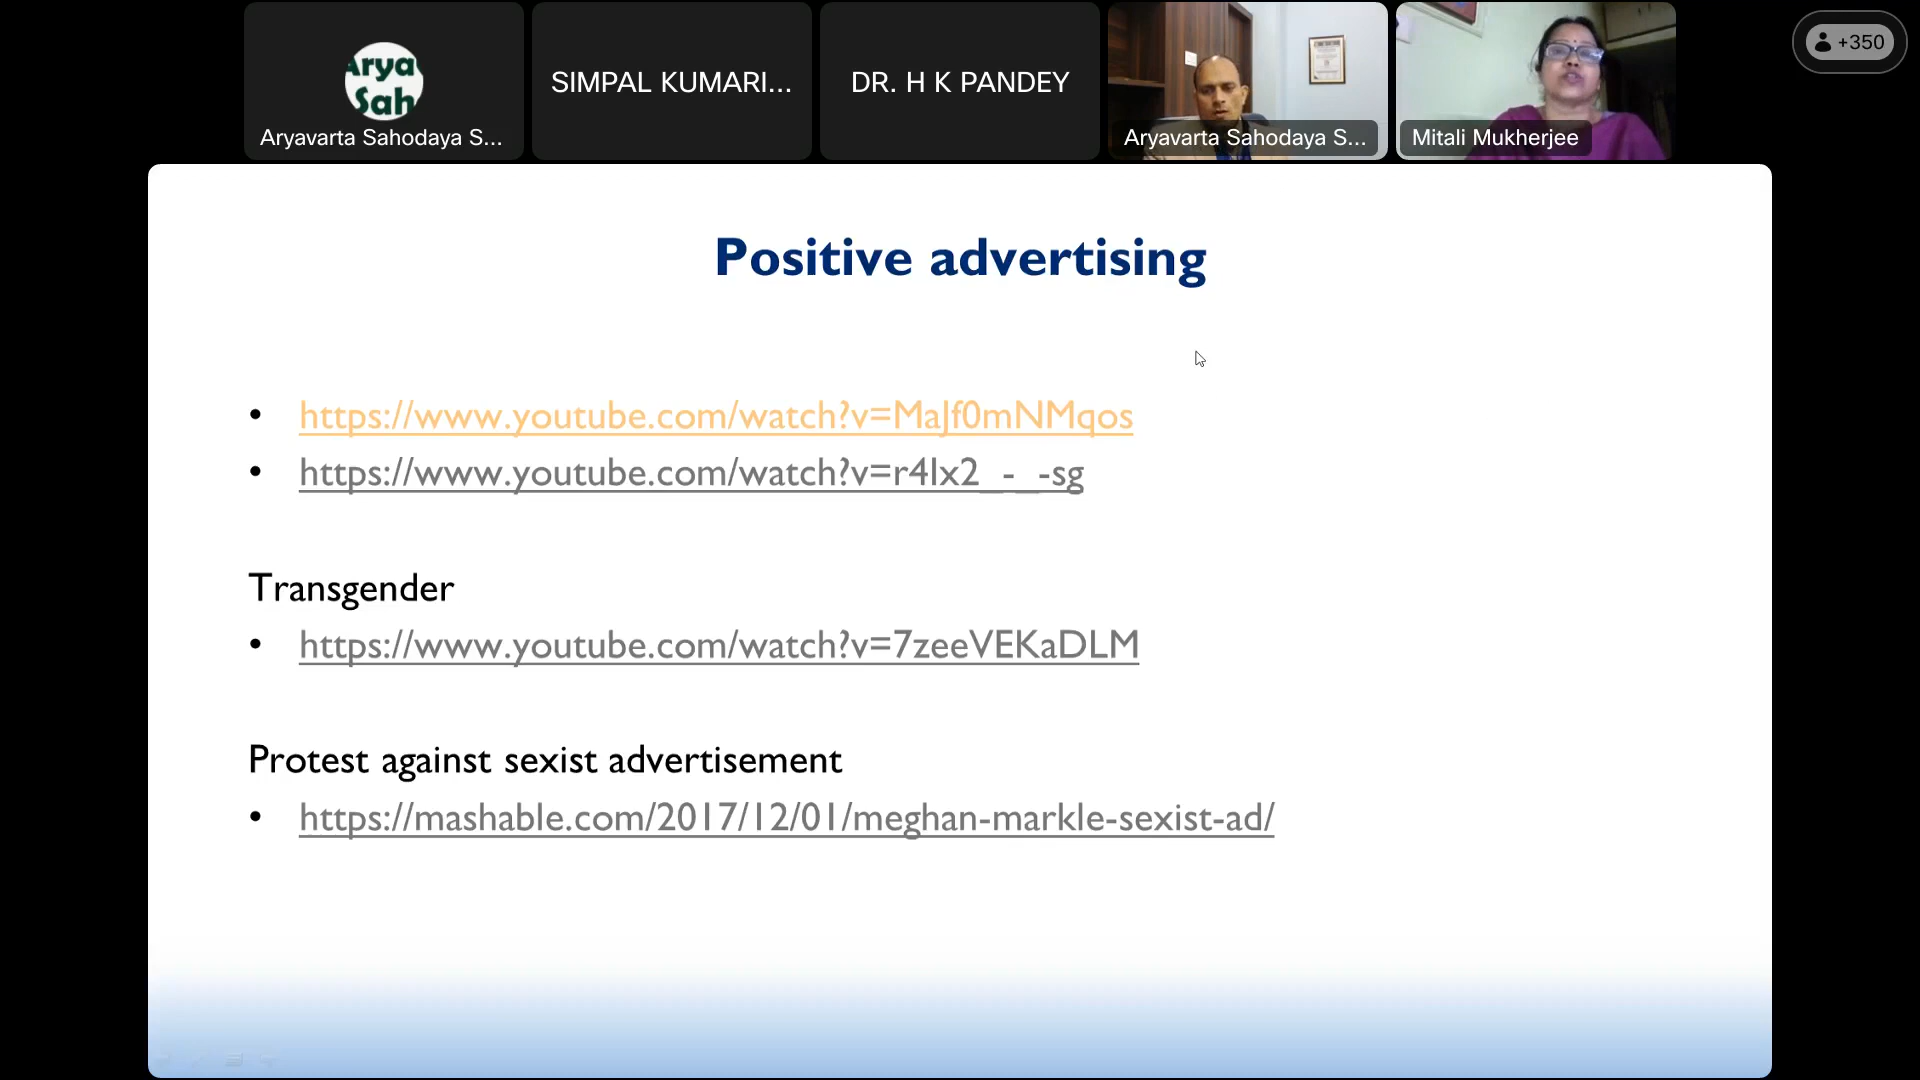 Arya
Sah
Aryavarta Sahodaya S...
SIMPAL KUMARI...
DR. H K PANDEY
Aryavarta Sahodaya S...
Mitali Mukherjee
+350
Positive advertising
• https://www.youtube.com/watch?v=MaJf0mNMqos
• https://www.youtube.com/watch?v=r4Ix2_-_-sg
Transgender
• https://www.youtube.com/watch?v=7zeeVEKaDLM
Protest against sexist advertisement
• https://mashable.com/2017/12/01/meghan-markle-sexist-ad/